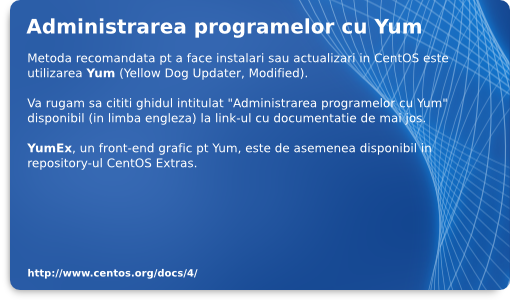 Administrarea programelor cu Yum
Metoda recomandata pt a face instalari sau actualizari in CentOS este
utilizarea Yum (Yellow Dog Updater, Modified).
Va rugam sa cititi ghidul intitulat "Administrarea programelor cu Yum"
disponibil (in limba engleza) la link-ul cu documentatie de mai jos.
YumEx, un front-end grafic pt Yum, este de asemenea disponibil in
repository-ul CentOS Extras.
http://www.centos.org/docs/4/